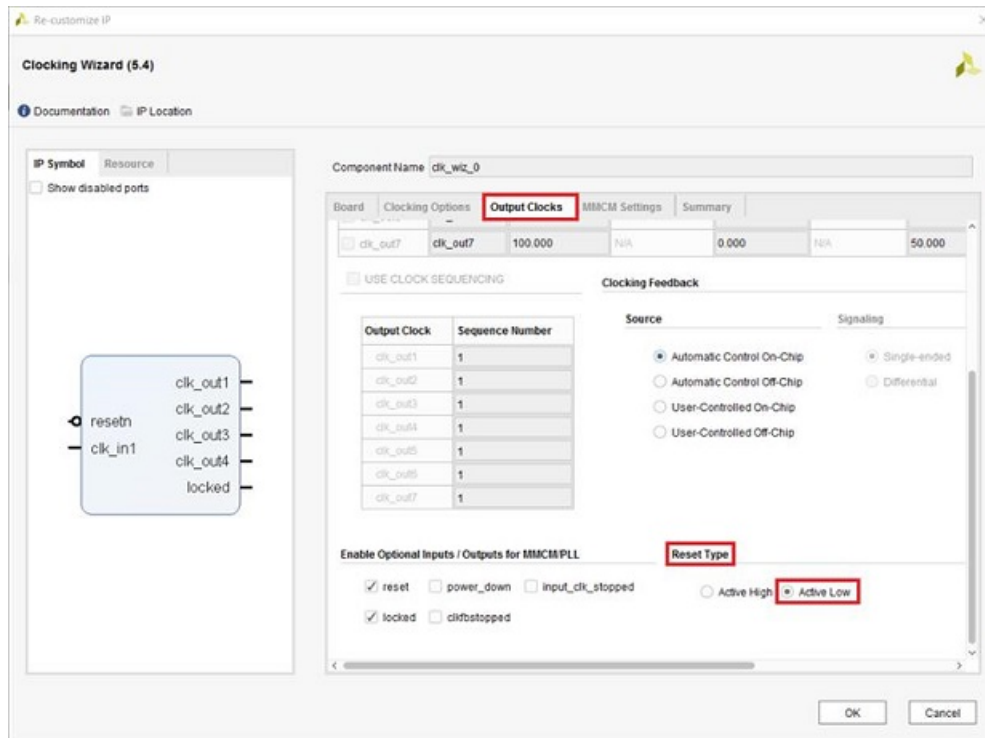 Re-customize IP
Clocking Wizard (5.4)
Documentation IP Location
IP Symbol Resource
Show disabled ports
resetn
clk_in1
clk_out1
clk_out2
clk_out3
clk_out4
locked
Component Name clk_wiz_0
Board Clocking Options Output Clocks MMCM Settings Summary
clk_out7 clk_out7 100.000 N/A 0.000 N/A 50.000
USE CLOCK SEQUENCING
Output Clock Sequence Number
clk_out1 1
clk_out2 1
clk_out3 1
clk_out4 1
clk_out5 1
clk_out6 1
clk_out7 1
Clocking Feedback
Source Signaling
Automatic Control On-Chip Single-ended
Automatic Control Off-Chip Differential
User-Controlled On-Chip
User-Controlled Off-Chip
Enable Optional Inputs / Outputs for MMCM/PLL
reset power_down input_clk_stopped
locked clkfbstopped
Reset Type
Active High Active Low
OK Cancel